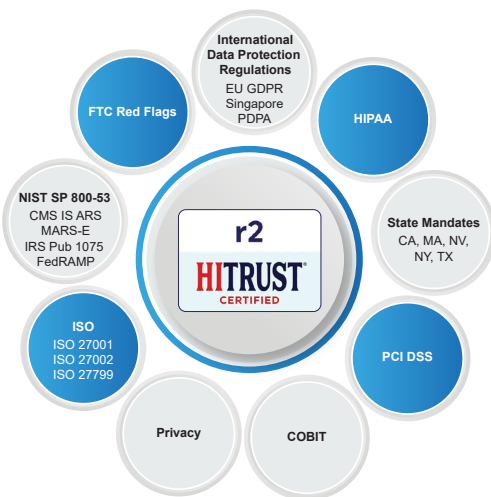 International
Data Protection
Regulations
EU GDPR
Singapore
PDPA
FTC Red Flags
HIPAA
NIST SP 800-53
CMS IS ARS
MARS-E
IRS Pub 1075
FedRAMP
r2
HITRUST®
CERTIFIED
State Mandates
CA, MA, NV,
NY, TX
ISO
ISO 27001
ISO 27002
ISO 27799
PCI DSS
Privacy
COBIT